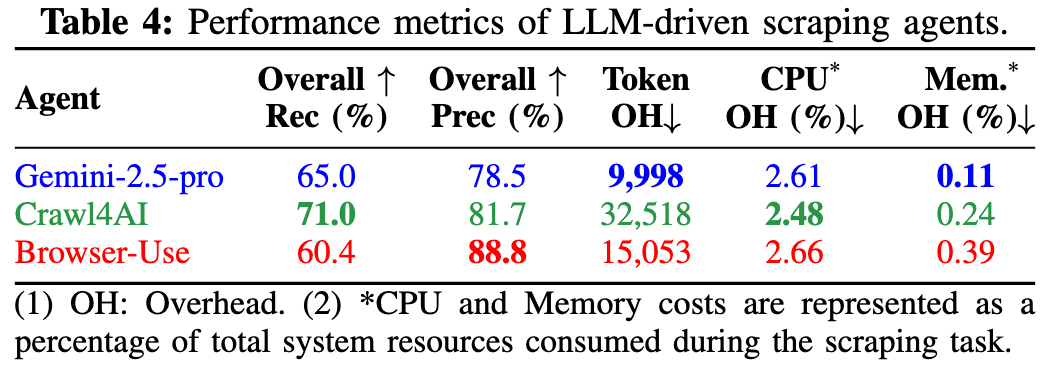 Table 4: Performance metrics of LLM-driven scraping agents.
Agent Overall ↑ Rec (%) Overall ↑ Prec (%) Token OH↓ CPU* OH (%)↓ Mem.* OH (%)↓
Gemini-2.5-pro 65.0 78.5 9,998 2.61 0.11
Crawl4AI 71.0 81.7 32,518 2.48 0.24
Browser-Use 60.4 88.8 15,053 2.66 0.39
(1) OH: Overhead. (2) *CPU and Memory costs are represented as a
percentage of total system resources consumed during the scraping task.